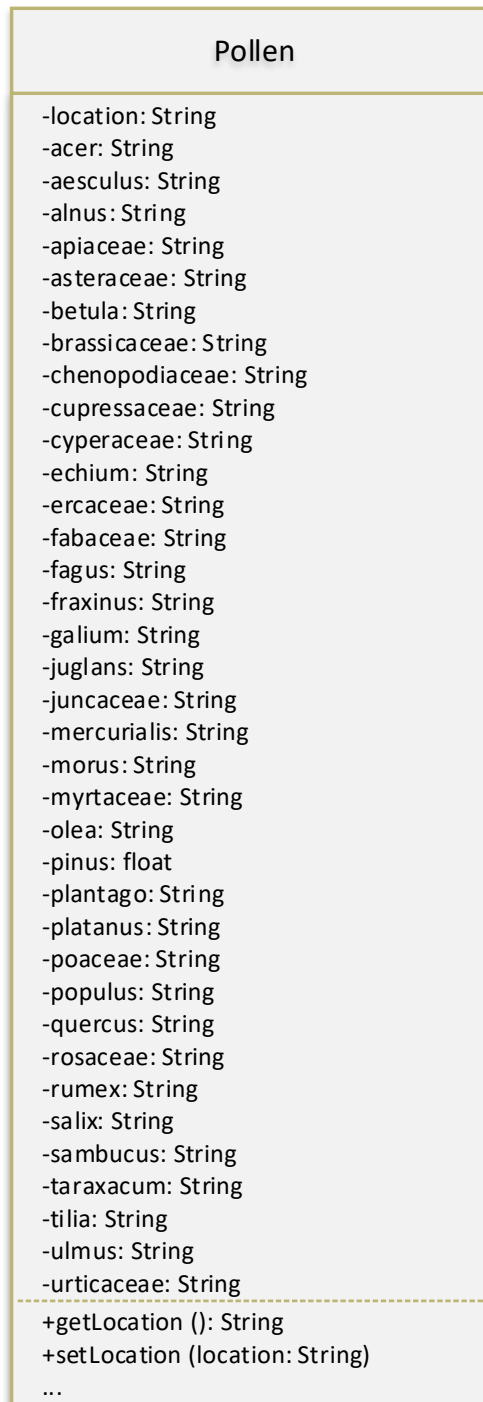 Pollen
-location: String
-acer: String
-aesculus: String
-alnus: String
-apiaceae: String
-asteraceae: String
-betula: String
-brassicaceae: String
-chenopodiaceae: String
-cupressaceae: String
-cyperaceae: String
-echium: String
-ercaceae: String
-fabaceae: String
-fagus: String
-fraxinus: String
-galium: String
-juglans: String
-juncaceae: String
-mercurialis: String
-morus: String
-myrtaceae: String
-olea: String
-pinus: float
-plantago: String
-platanus: String
-poaceae: String
-populus: String
-quercus: String
-rosaceae: String
-rumex: String
-salix: String
-sambucus: String
-taraxacum: String
-tilia: String
-ulmus: String
-urticaceae: String
+getLocation (): String
+setLocation (location: String)
...